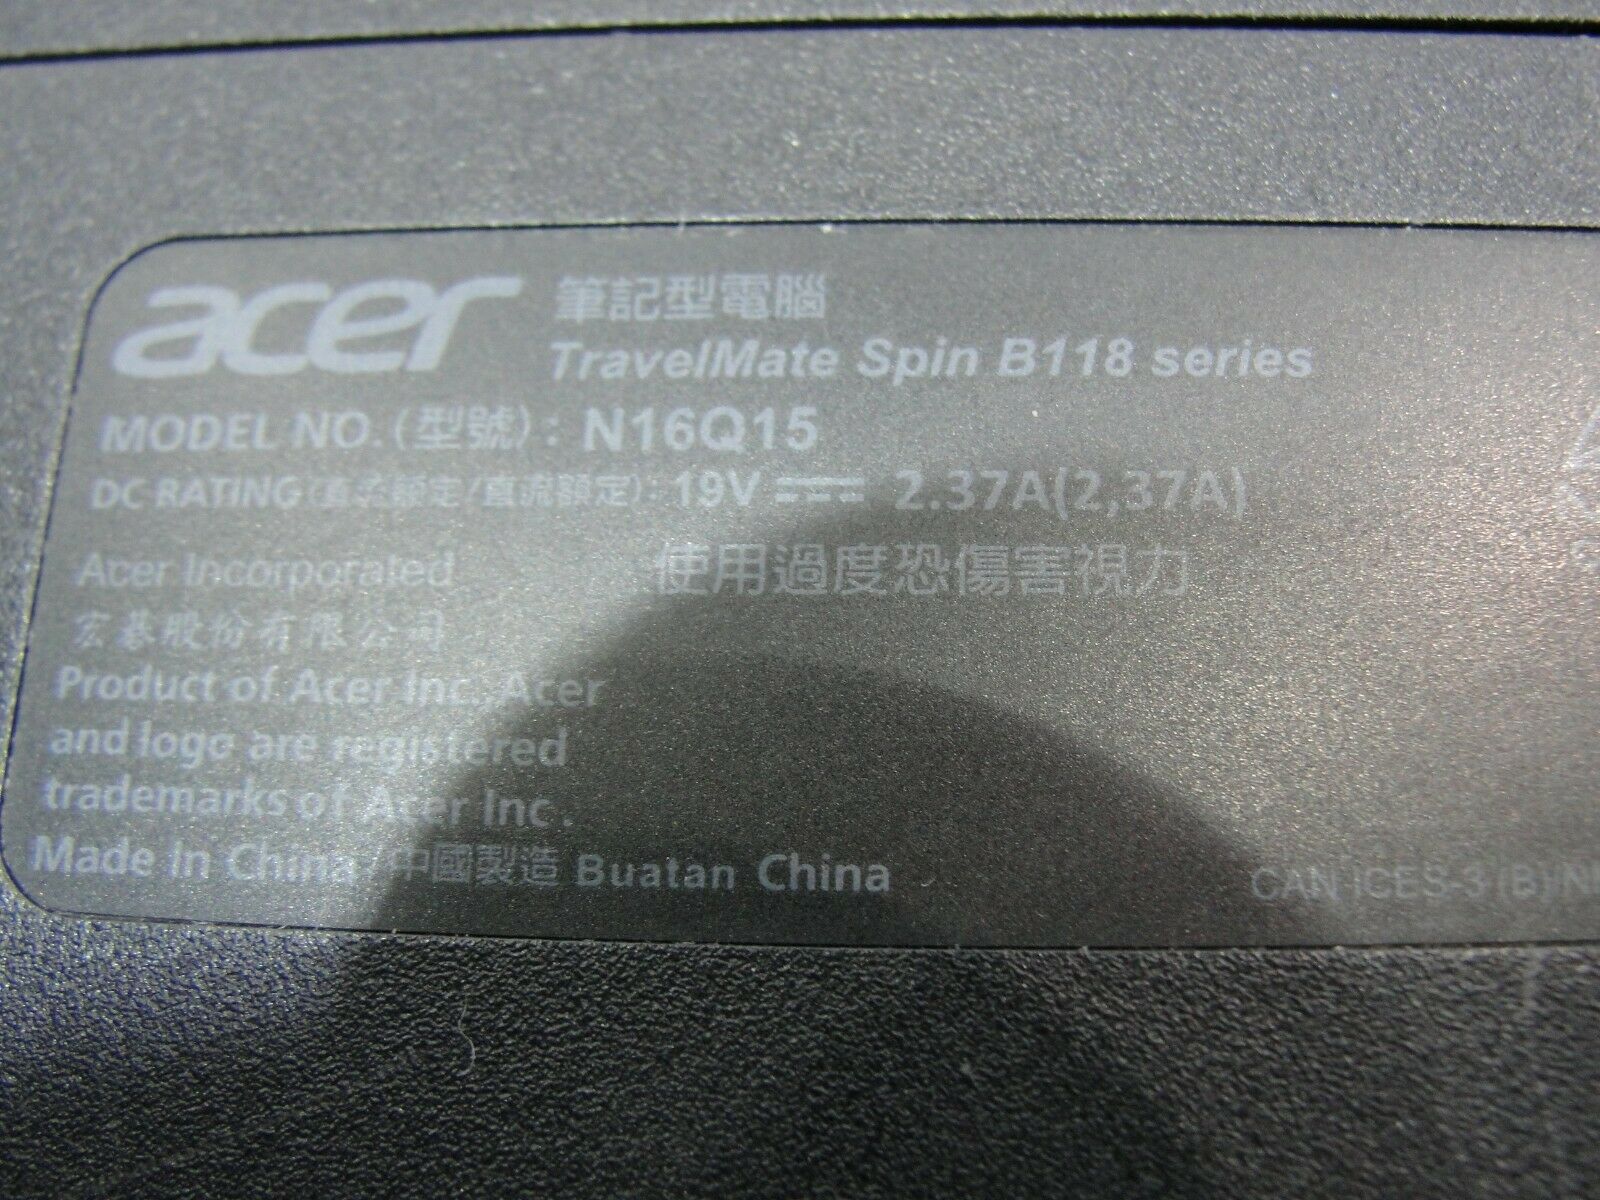 acer 筆記型電腦
TravelMate Spin B118 series
MODEL NO.(型號): N16Q15
DC RATING(直流額定/直流額定): 19V 2.37A(2,37A)
Acer Incorporated
使用過度恐傷害視力
宏碁股份有限公司
Product of Acer Inc., Acer
and logo are registered
trademarks of Acer Inc.
Made in China/中國製造 Buatan China
CAN ICES-3(B)/N